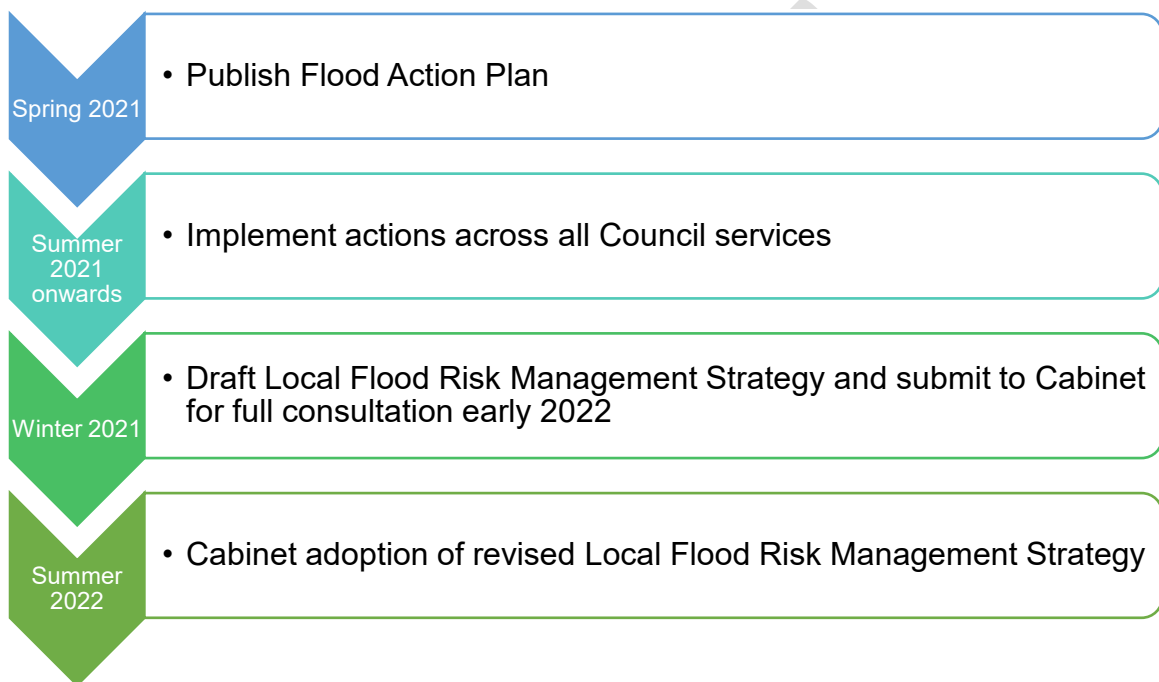 Spring 2021
• Publish Flood Action Plan
Summer
2021
onwards
• Implement actions across all Council services
Winter 2021
• Draft Local Flood Risk Management Strategy and submit to Cabinet
for full consultation early 2022
Summer
2022
• Cabinet adoption of revised Local Flood Risk Management Strategy